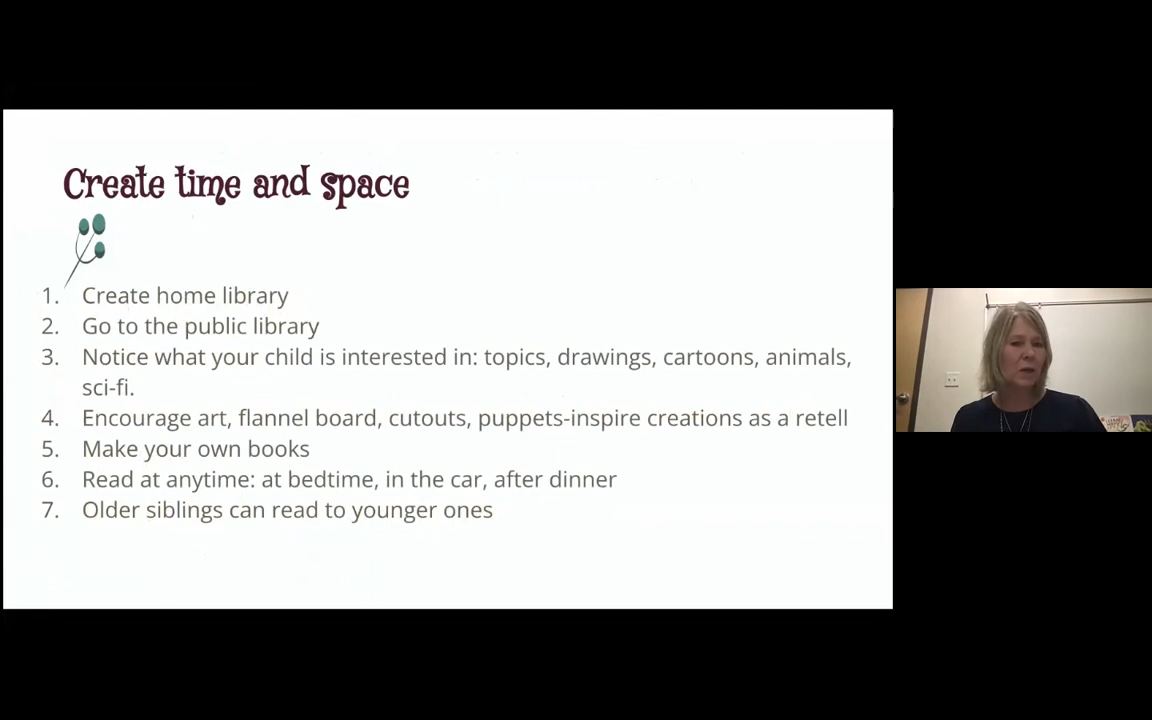 Create time and space
1. Create home library
2. Go to the public library
3. Notice what your child is interested in: topics, drawings, cartoons, animals,
sci-fi.
4. Encourage art, flannel board, cutouts, puppets-inspire creations as a retell
5. Make your own books
6. Read at anytime: at bedtime, in the car, after dinner
7. Older siblings can read to younger ones